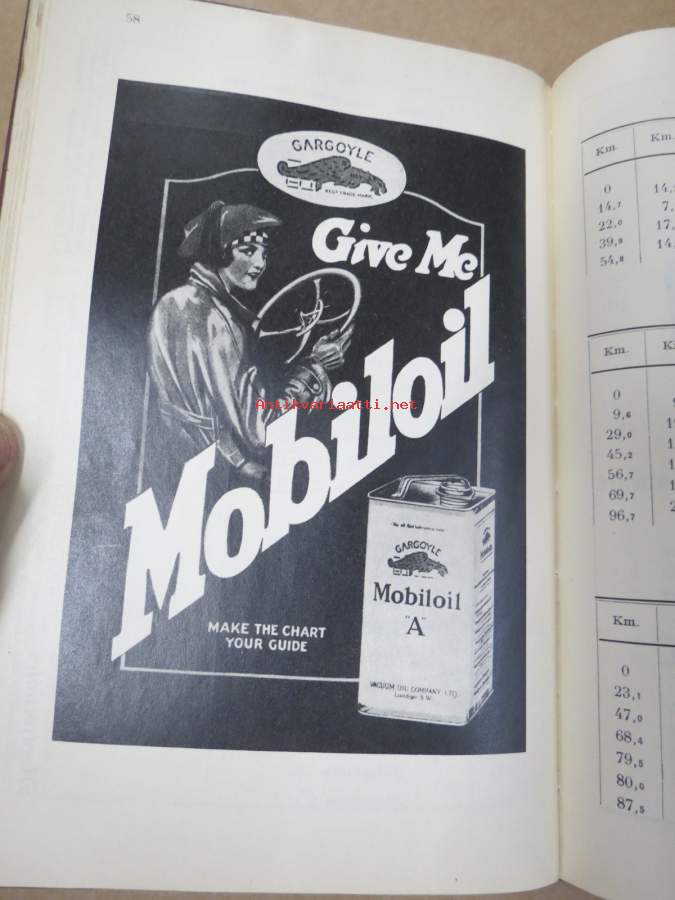 58
GARGOYLE
REG'D TRADE MARK
Give Me
Mobiloil
Antikvariaatti.net
GARGOYLE
Mobiloil
"A"
VACUUM OIL COMPANY LTD.
London S.W.
MAKE THE CHART
YOUR GUIDE
Km. Km.
0
14,7
22,0
39,9
54,8
Km.
0
9,6
29,0
45,2
56,7
69,7
96,7
Km.
0
23,1
47,0
68,4
79,5
80,0
87,5